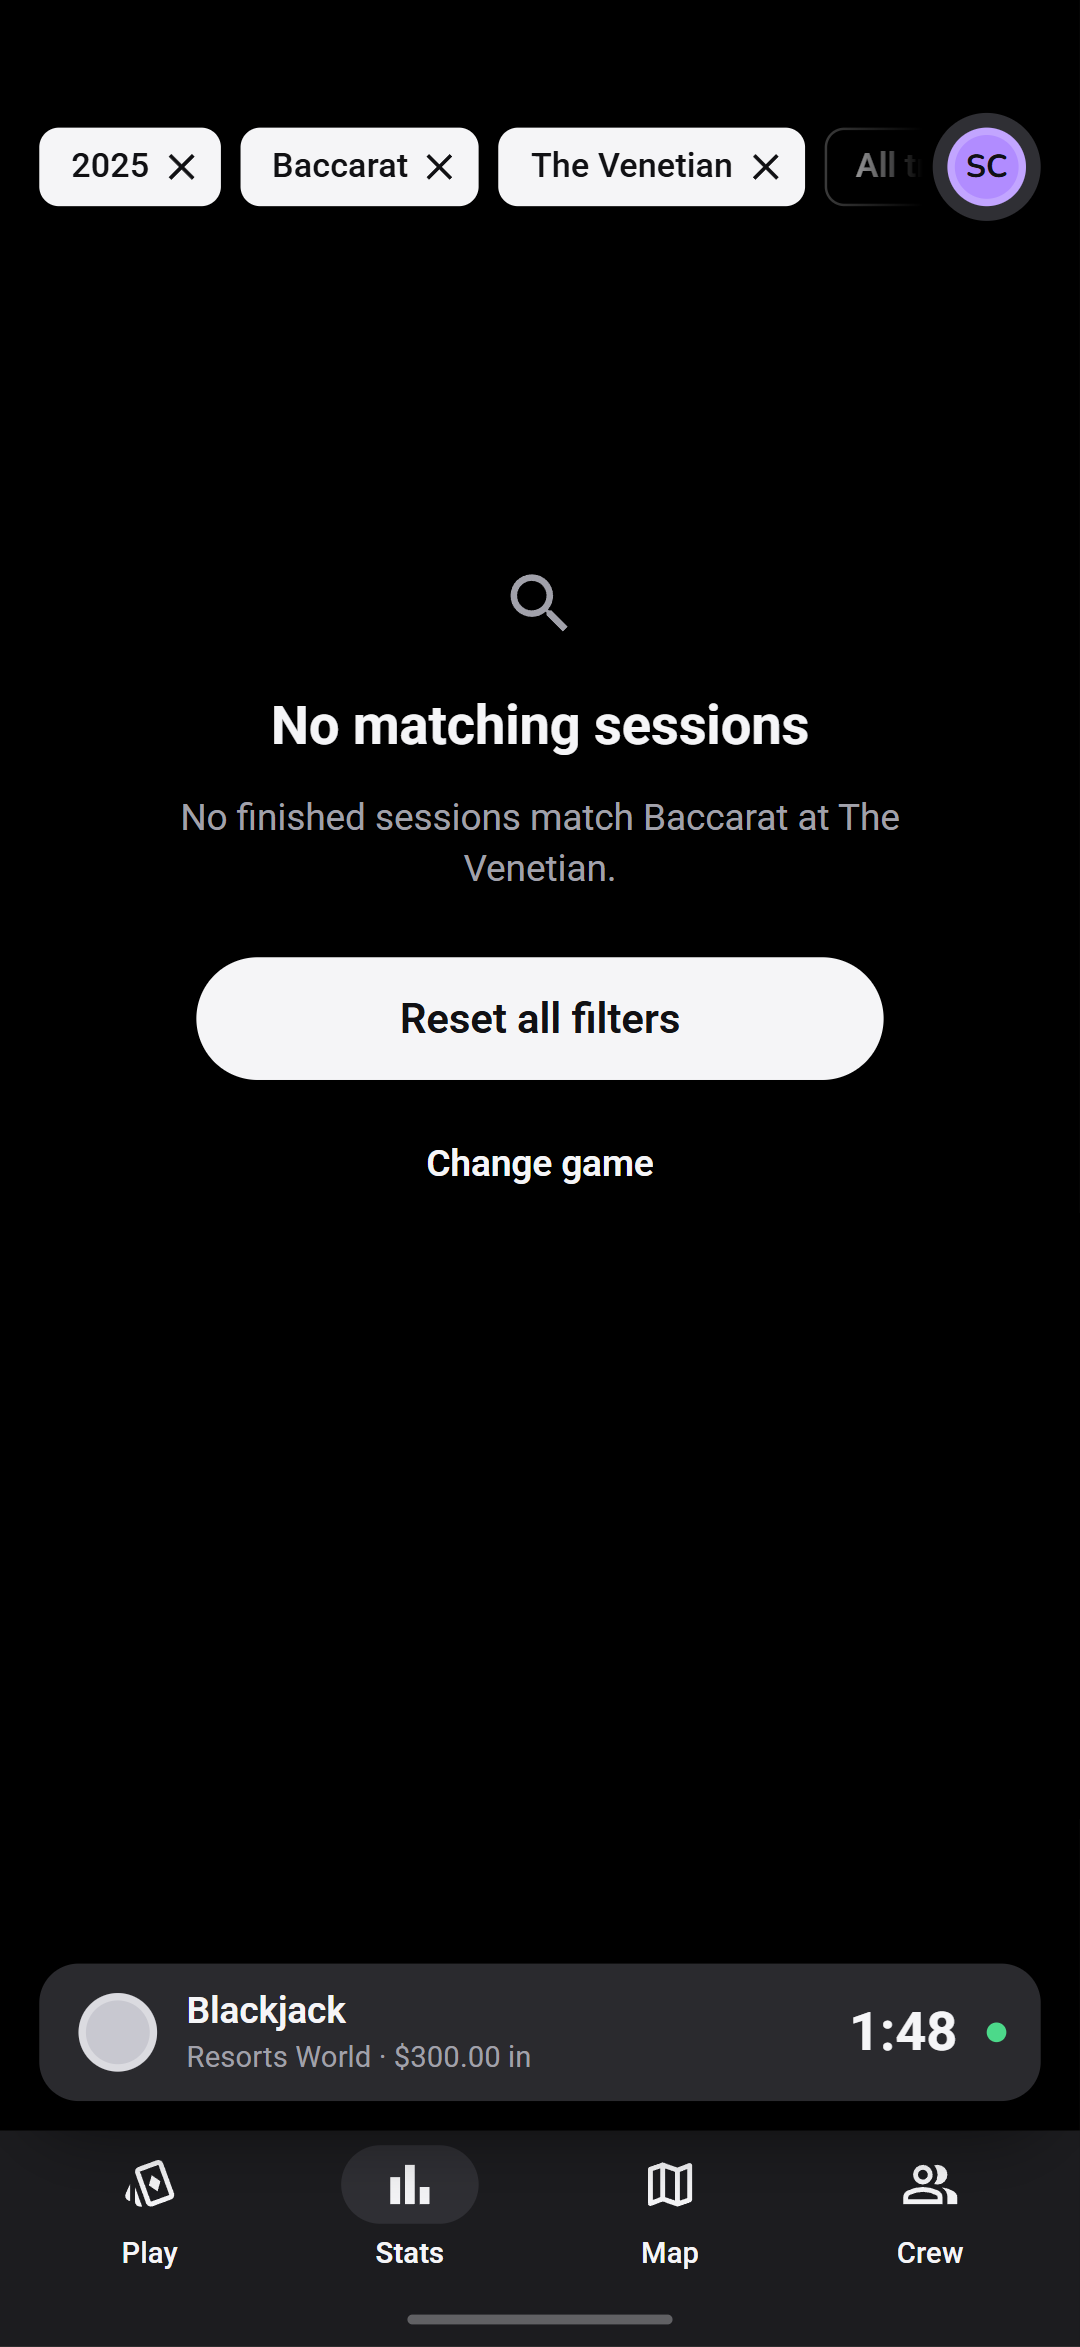 2025
Baccarat
The Venetian
All
SC
No matching sessions
No finished sessions match Baccarat at The
Venetian.
Reset all filters
Change game
Blackjack
Resorts World · $300.00 in
1:48
Play
Stats
Map
Crew